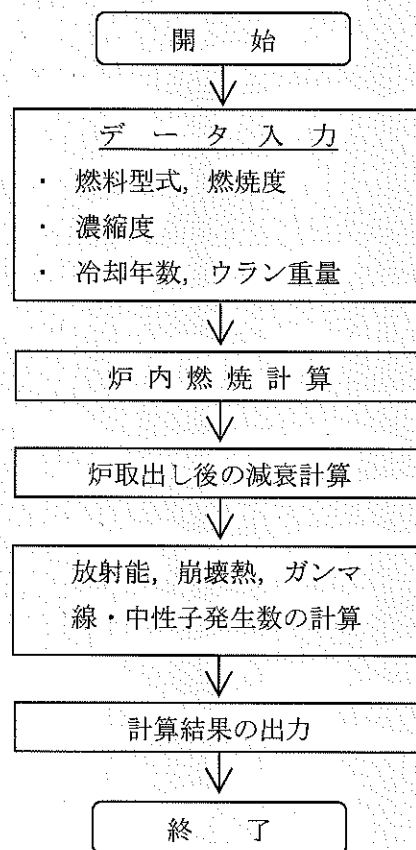 開　始
データ入力
・ 燃料型式，燃焼度
・ 濃縮度
・ 冷却年数，ウラン重量
炉内燃焼計算
炉取出し後の減衰計算
放射能，崩壊熱，ガンマ
線・中性子発生数の計算
計算結果の出力
終　了